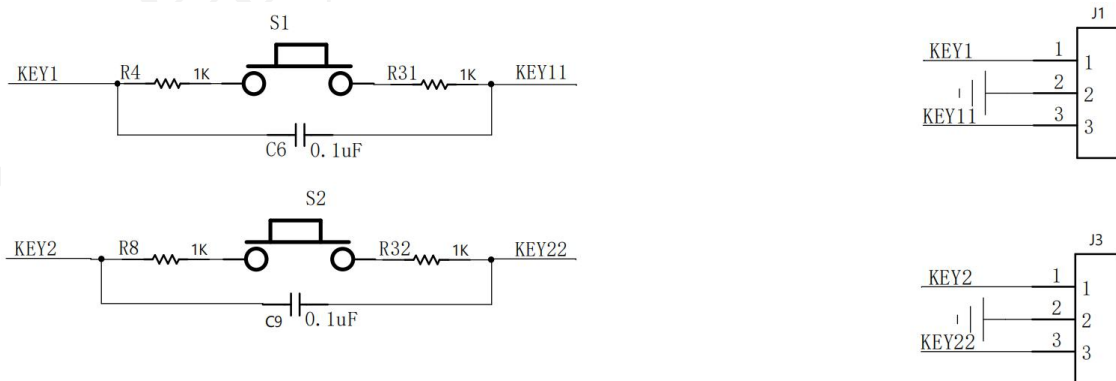 S1
KEY1 R4 1K R31 1K KEY11
C6 0.1uF
S2
KEY2 R8 1K R32 1K KEY22
C9 0.1uF
J1
KEY1 1 1
2 2
KEY11 3 3
J3
KEY2 1 1
2 2
KEY22 3 3